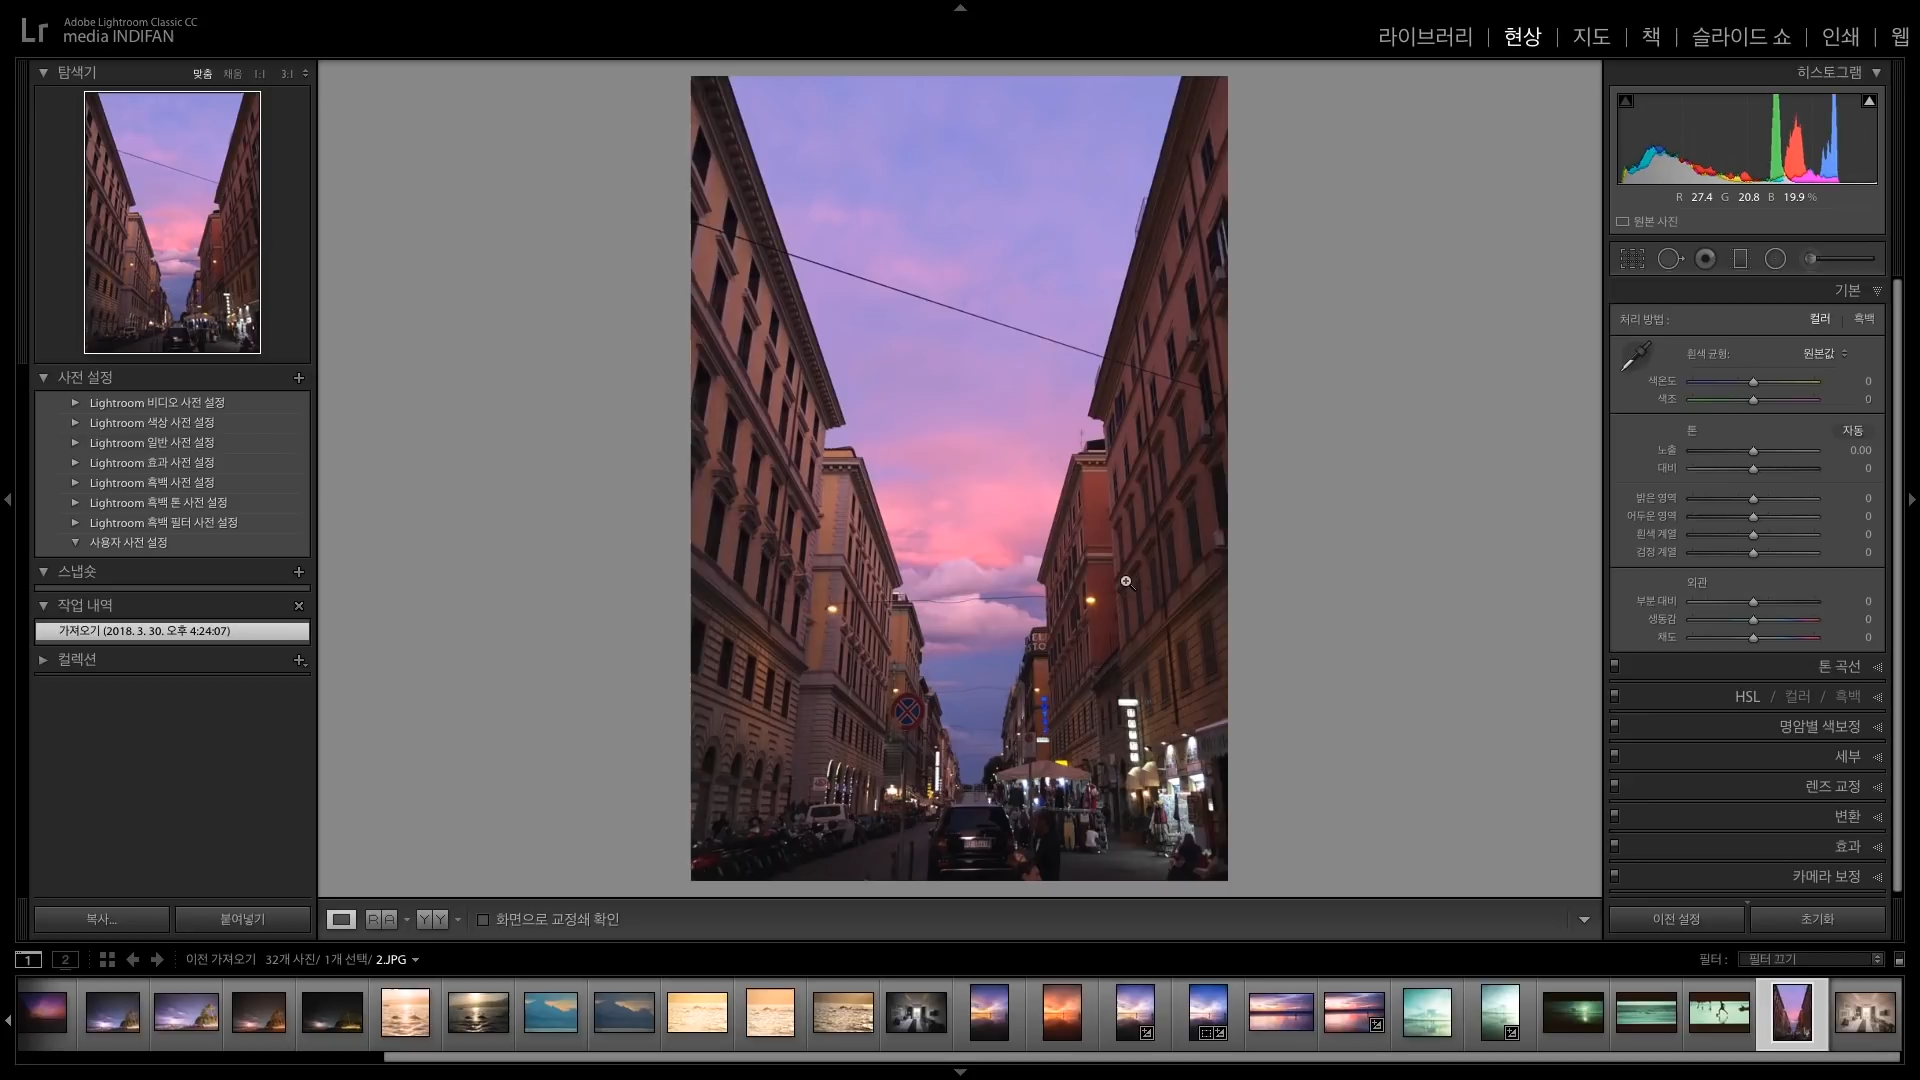 Lr Adobe Lightroom Classic CC
media INDIFAN
라이브러리 | 현상 | 지도 | 책 | 슬라이드 쇼 | 인쇄 | 웹
탐색기 맞춤 채움 1:1 3:1
사전 설정 +
Lightroom 비디오 사전 설정
Lightroom 색상 사전 설정
Lightroom 일반 사전 설정
Lightroom 효과 사전 설정
Lightroom 흑백 사전 설정
Lightroom 흑백 톤 사전 설정
Lightroom 흑백 필터 사전 설정
사용자 사전 설정
스냅숏 +
작업 내역 ×
가져오기 (2018. 3. 30. 오후 4:24:07)
컬렉션 +
복사... 붙여넣기
R A Y Y 화면으로 교정쇄 확인
히스토그램
R 27.4 G 20.8 B 19.9 %
원본 사진
기본
처리 방법 : 컬러 | 흑백
흰색 균형: 원본값
색온도 0
색조 0
톤 자동
노출 0.00
대비 0
밝은 영역 0
어두운 영역 0
흰색 계열 0
검정 계열 0
외관
부분 대비 0
생동감 0
채도 0
톤 곡선
HSL / 컬러 / 흑백
명암별 색보정
세부
렌즈 교정
변환
효과
카메라 보정
이전 설정 초기화
1 2 이전 가져오기 32개 사진/ 1개 선택/ 2.JPG
필터 : 필터 끄기